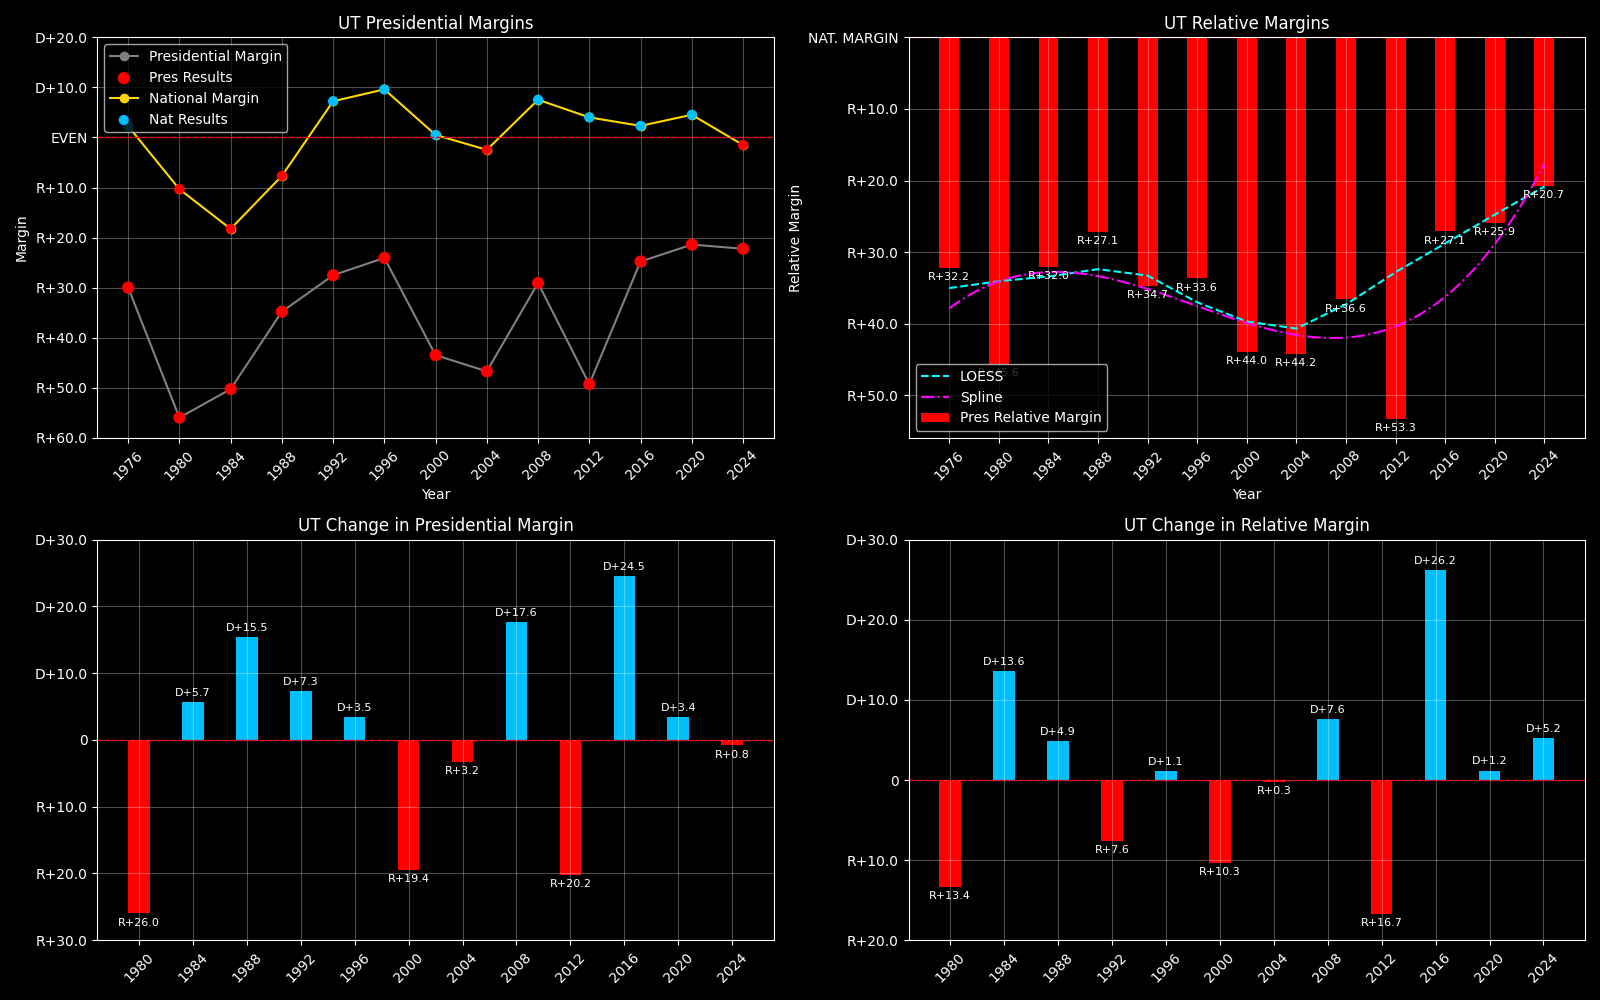 UT Presidential Margins
D+20.0
D+10.0
EVEN
R+10.0
R+20.0
R+30.0
R+40.0
R+50.0
R+60.0
Margin
Presidential Margin
Pres Results
National Margin
Nat Results
1976
1980
1984
1988
1992
1996
2000
2004
2008
2012
2016
2020
2024
Year
UT Relative Margins
NAT. MARGIN
R+10.0
R+20.0
R+30.0
R+40.0
R+50.0
Relative Margin
R+32.2
R+32.0
R+27.1
R+34.7
R+33.6
R+44.0
R+44.2
R+36.6
R+53.3
R+27.1
R+25.9
R+20.7
LOESS
Spline
Pres Relative Margin
1976
1980
1984
1988
1992
1996
2000
2004
2008
2012
2016
2020
2024
Year
UT Change in Presidential Margin
D+30.0
D+20.0
D+10.0
0
R+10.0
R+20.0
R+30.0
R+26.0
D+5.7
D+15.5
D+7.3
D+3.5
R+19.4
R+3.2
D+17.6
R+20.2
D+24.5
D+3.4
R+0.8
1980
1984
1988
1992
1996
2000
2004
2008
2012
2016
2020
2024
UT Change in Relative Margin
D+30.0
D+20.0
D+10.0
0
R+10.0
R+20.0
R+13.4
D+13.6
D+4.9
R+7.6
D+1.1
R+10.3
R+0.3
D+7.6
R+16.7
D+26.2
D+1.2
D+5.2
1980
1984
1988
1992
1996
2000
2004
2008
2012
2016
2020
2024